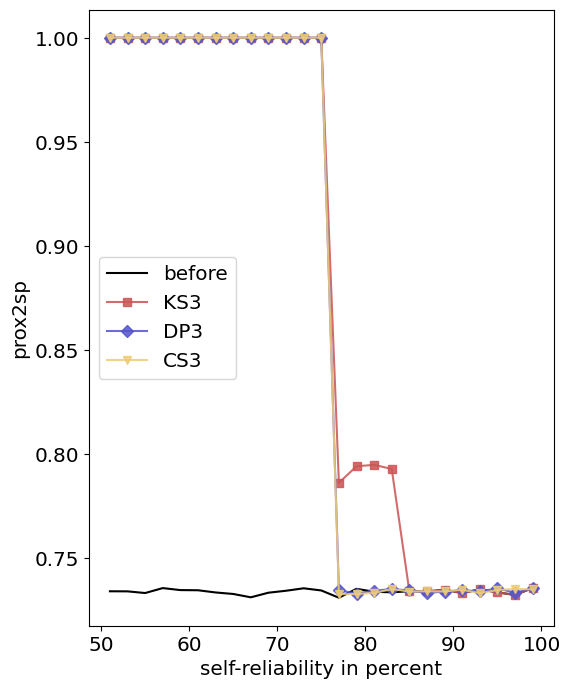 1.00
0.95
0.90
0.85
0.80
0.75
prox2sp
before
KS3
DP3
CS3
50 60 70 80 90 100
self-reliability in percent